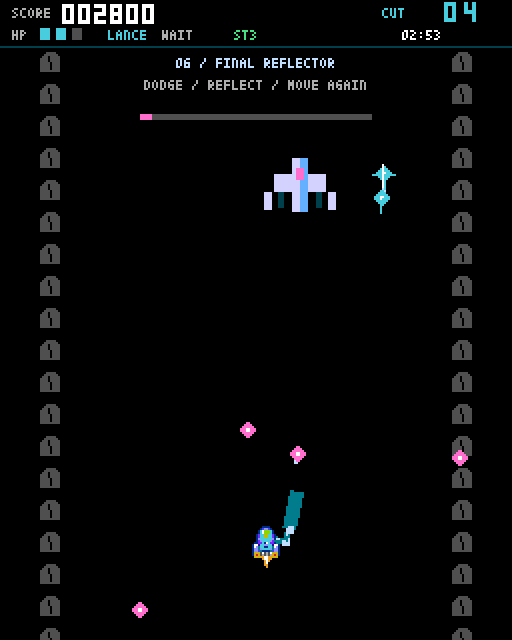 SCORE 002800 CUT 04
HP LANCE WAIT ST3 02:53
06 / FINAL REFLECTOR
DODGE / REFLECT / MOVE AGAIN